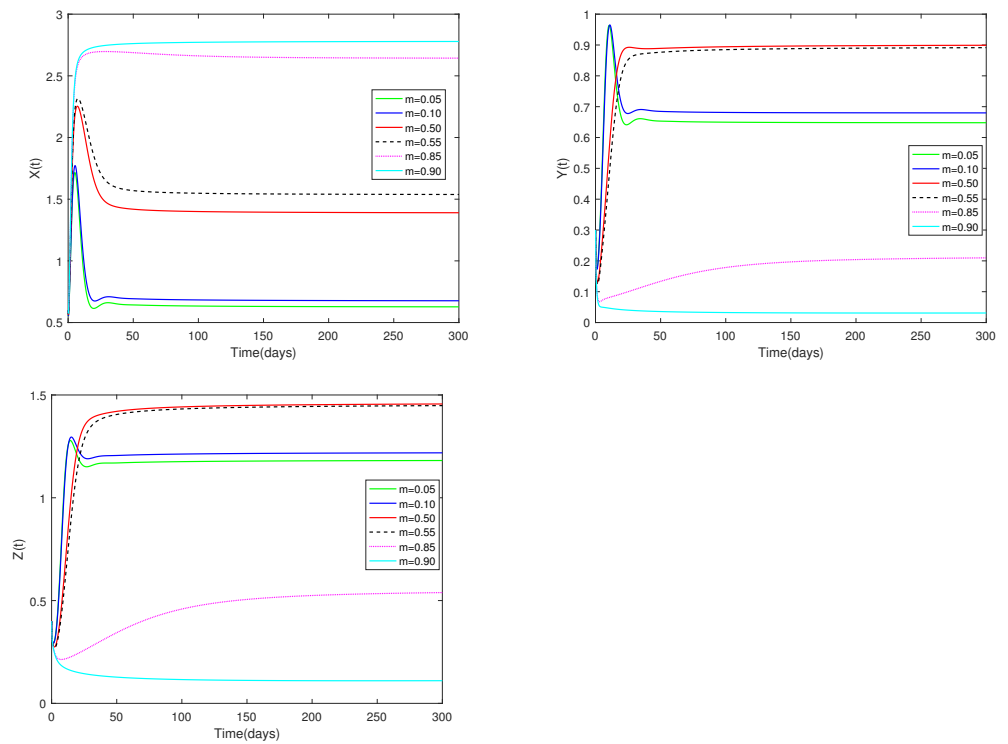 3
2.5
2
1.5
1
0.5
X(t)
0
50
100
150
200
250
300
Time(days)
m=0.05
m=0.10
m=0.50
m=0.55
m=0.85
m=0.90
1
0.9
0.8
0.7
0.6
0.5
0.4
0.3
0.2
0.1
0
Y(t)
0
50
100
150
200
250
300
Time(days)
m=0.05
m=0.10
m=0.50
m=0.55
m=0.85
m=0.90
1.5
1
0.5
0
Z(t)
0
50
100
150
200
250
300
Time(days)
m=0.05
m=0.10
m=0.50
m=0.55
m=0.85
m=0.90